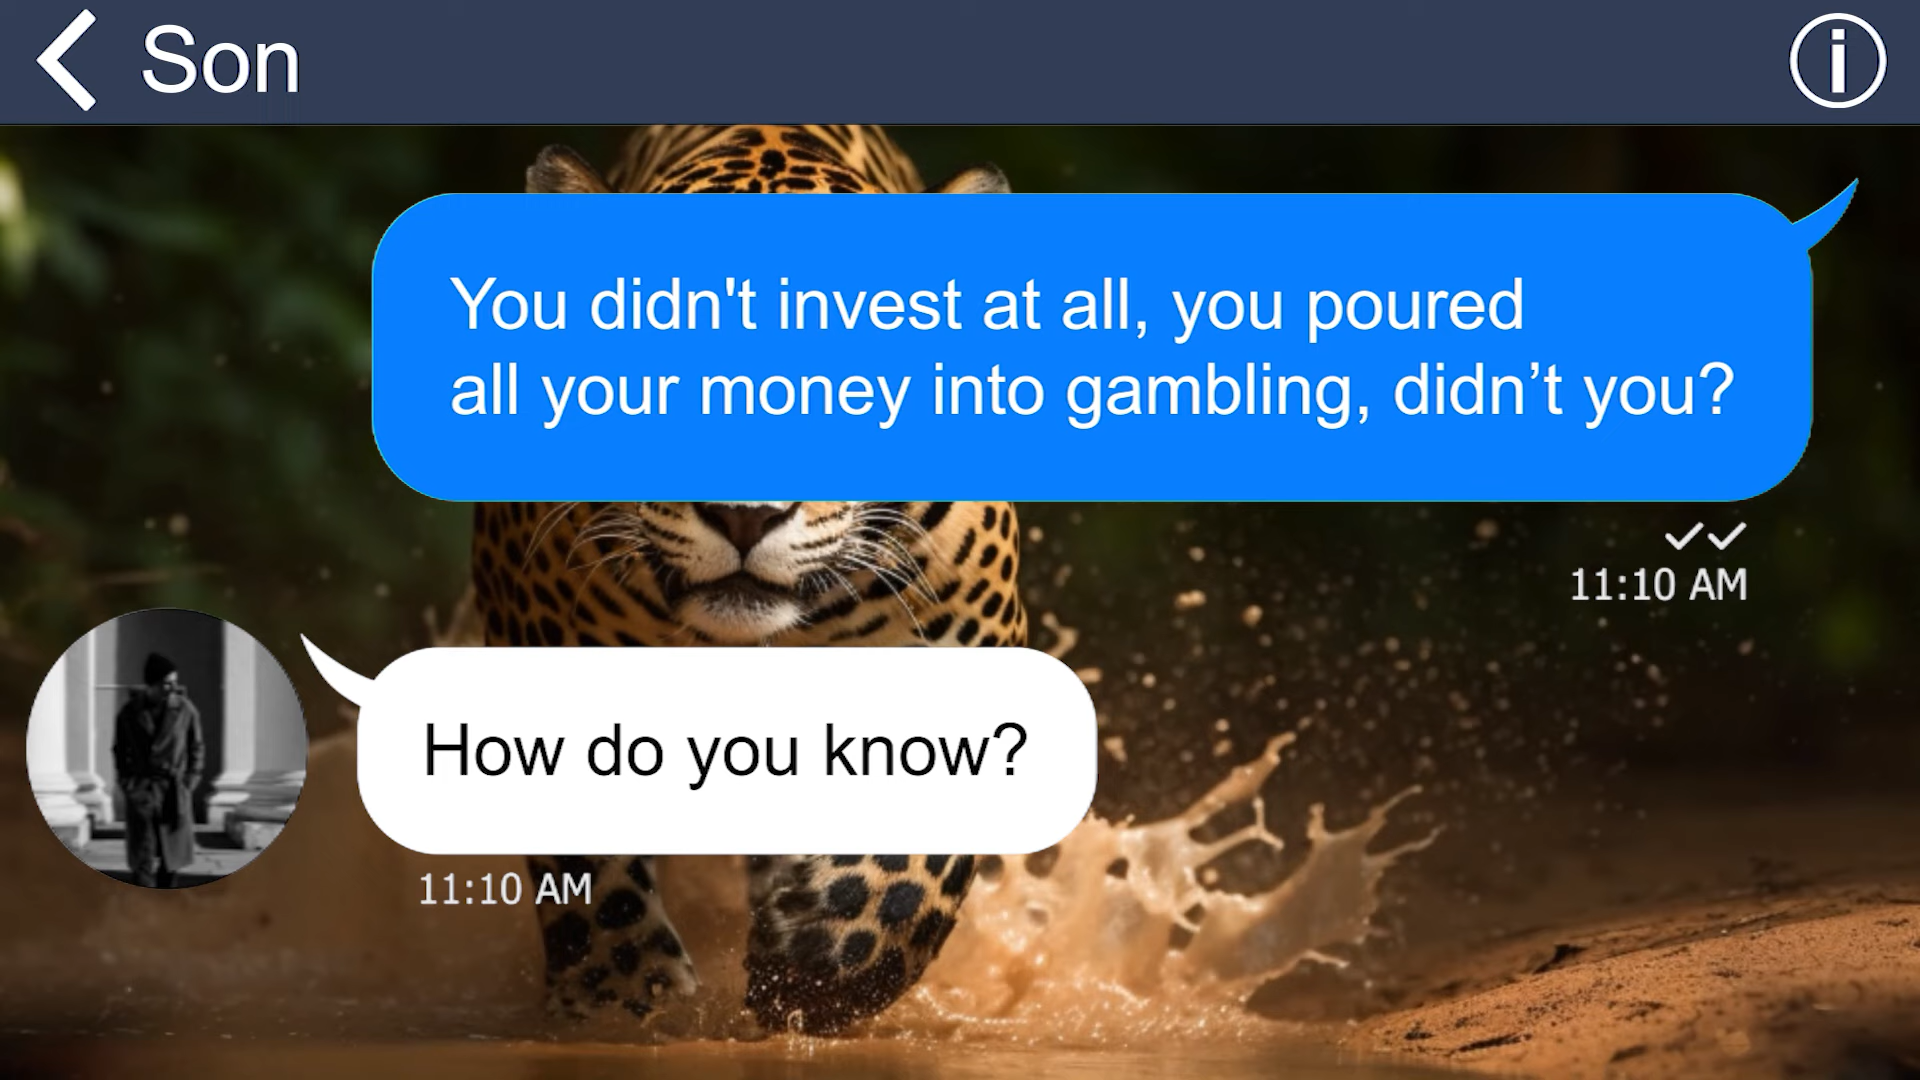 Son
You didn't invest at all, you poured
all your money into gambling, didn’t you?
11:10 AM
How do you know?
11:10 AM